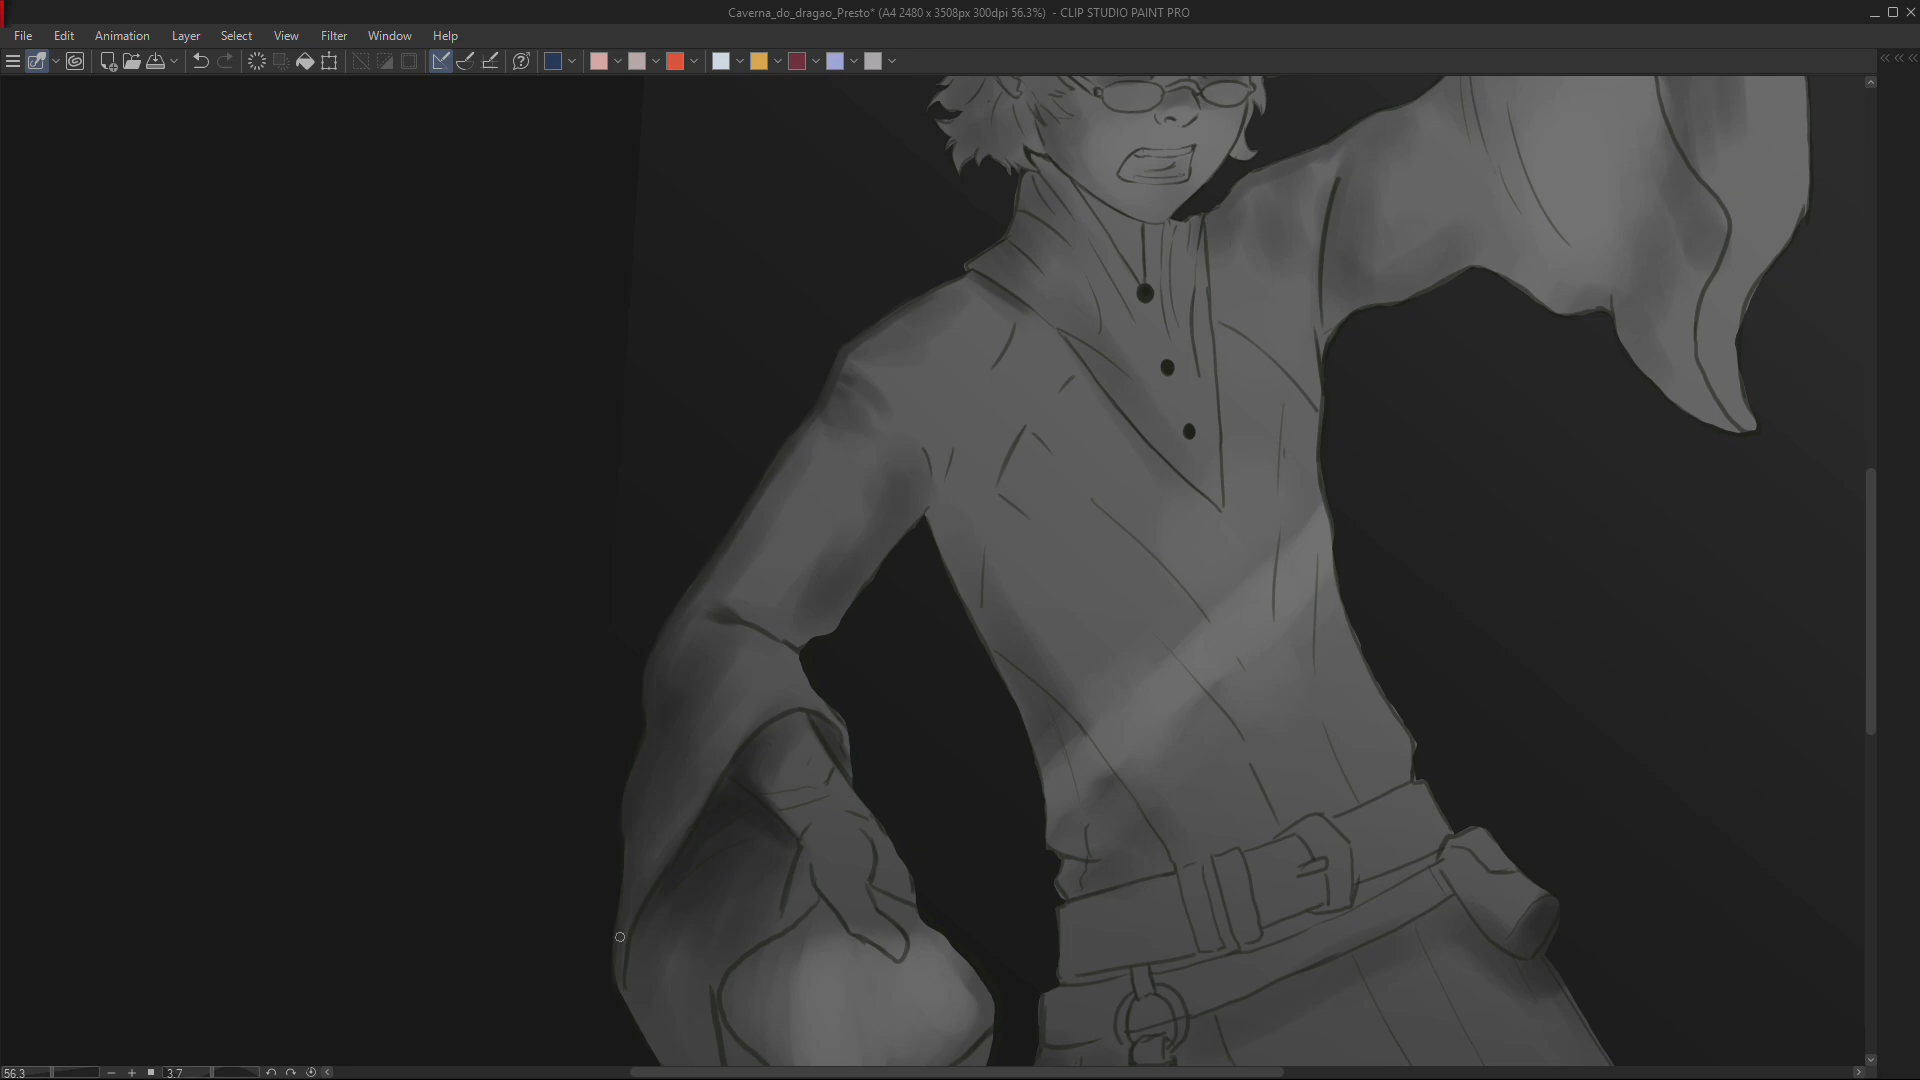 Caverna_do_dragao_Presto* (A4 2480 x 3508px 300dpi 56.3%) - CLIP STUDIO PAINT PRO
File Edit Animation Layer Select View Filter Window Help
56.3 3.7